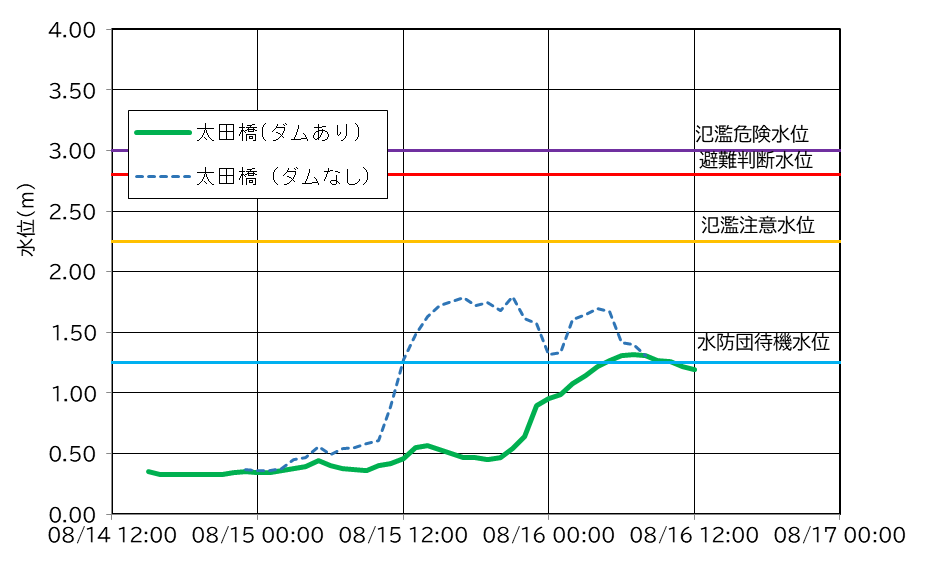 4.00
3.50
3.00
2.50
2.00
1.50
1.00
0.50
0.00
水位(m)
太田橋(ダムあり)
太田橋（ダムなし）
氾濫危険水位
避難判断水位
氾濫注意水位
水防団待機水位
08/14 12:00
08/15 00:00
08/15 12:00
08/16 00:00
08/16 12:00
08/17 00:00